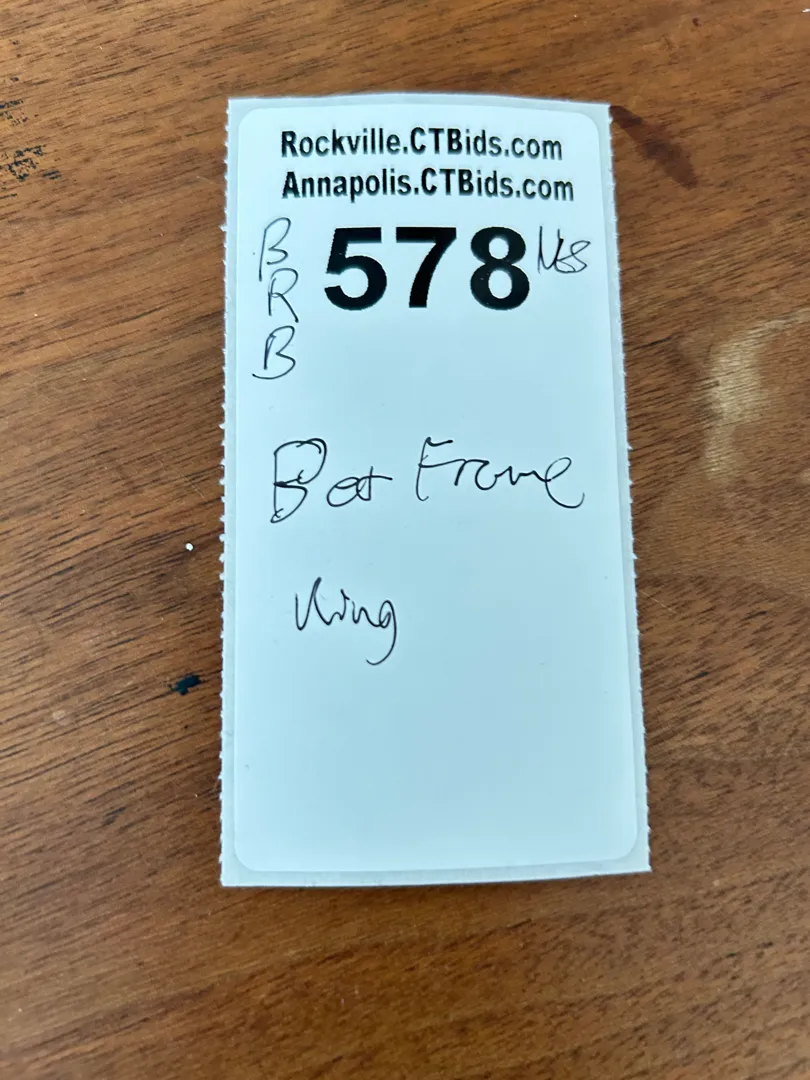 Rockville.CTBids.com
Annapolis.CTBids.com
B
R
B
578
Bed Frame
King